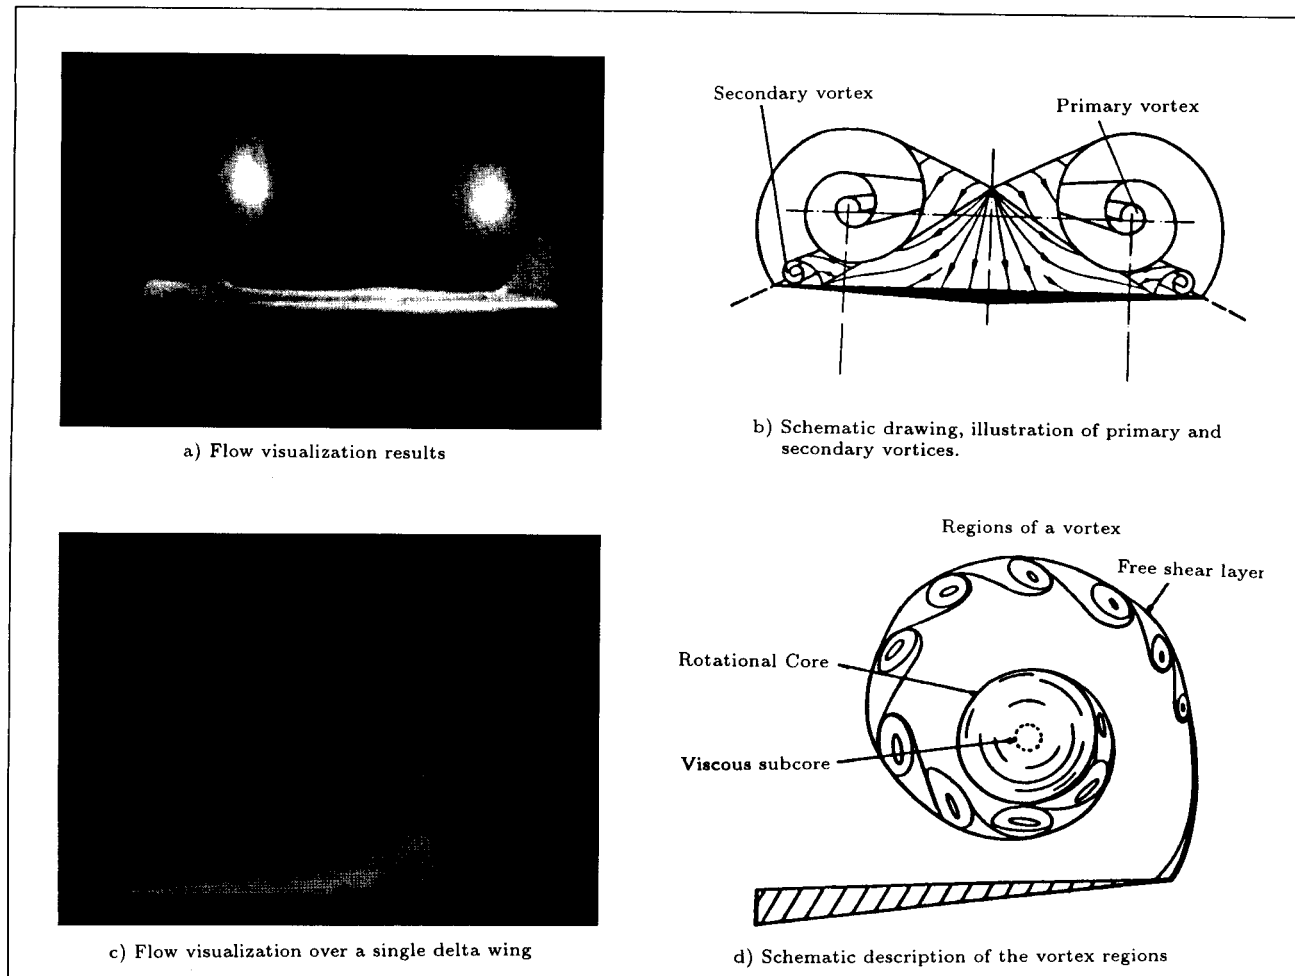 Secondary vortex
Primary vortex
a) Flow visualization results
b) Schematic drawing, illustration of primary and
secondary vortices.
Regions of a vortex
Free shear layer
Rotational Core
Viscous subcore
c) Flow visualization over a single delta wing
d) Schematic description of the vortex regions